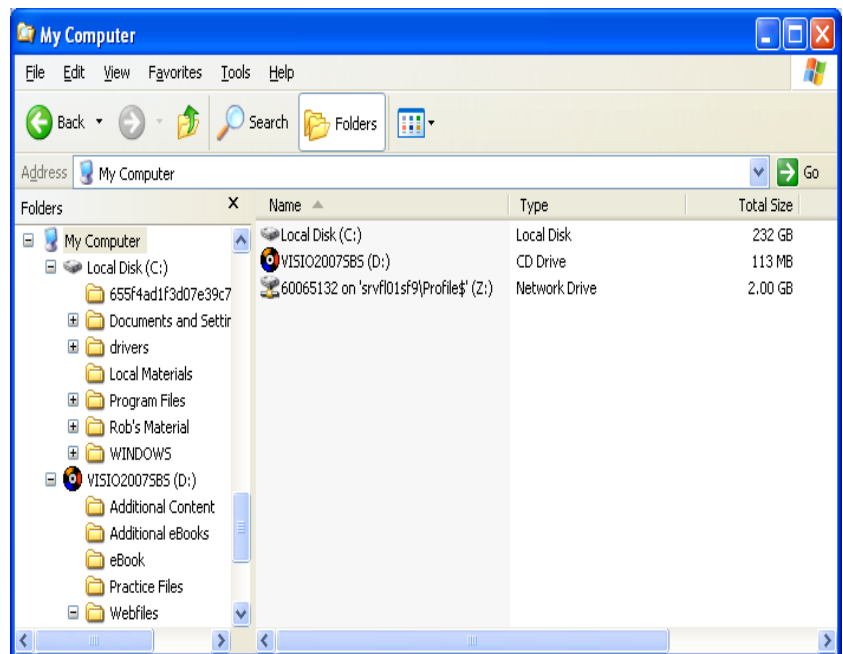 My Computer
File Edit View Favorites Tools Help
Back Search Folders
Address My Computer Go
Folders X Name Type Total Size
My Computer
Local Disk (C:)
655f4ad1f3d07e39c7
Documents and Settir
drivers
Local Materials
Program Files
Rob's Material
WINDOWS
VISIO2007SBS (D:)
Additional Content
Additional eBooks
eBook
Practice Files
Webfiles
Local Disk (C:) Local Disk 232 GB
VISIO2007SBS (D:) CD Drive 113 MB
60065132 on 'srvfl01sf9\Profile$' (Z:) Network Drive 2.00 GB